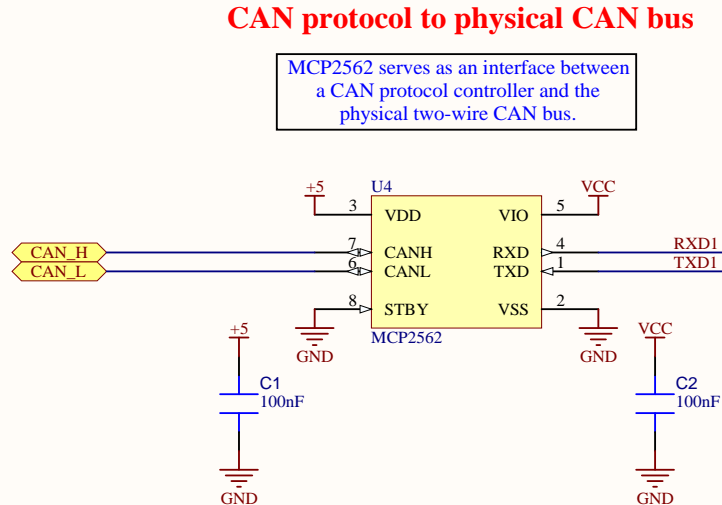 CAN protocol to physical CAN bus
MCP2562 serves as an interface between
a CAN protocol controller and the
physical two-wire CAN bus.
+5
U4
VCC
3
VDD
VIO
5
CAN_H
7
CANH
RXD
4
RXD1
CAN_L
6
CANL
TXD
1
TXD1
8
STBY
VSS
2
GND
MCP2562
GND
+5
VCC
C1
100nF
C2
100nF
GND
GND